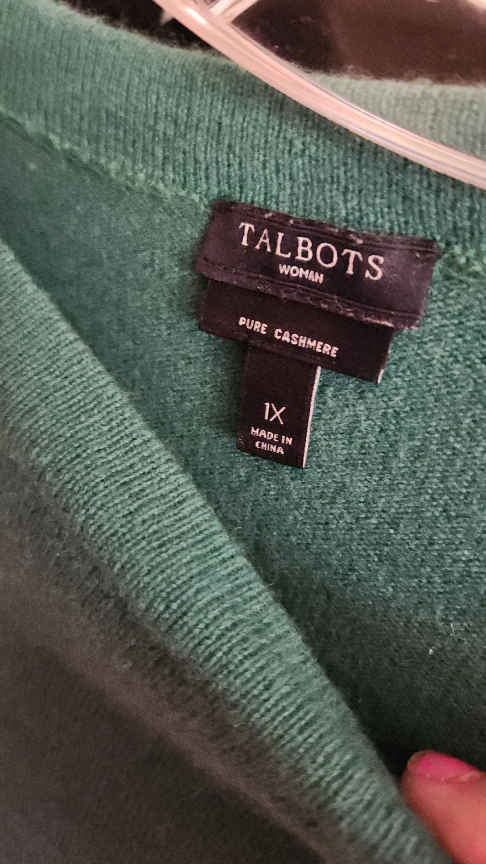 TALBOTS
WOMAN
PURE CASHMERE
1X
MADE IN
CHINA